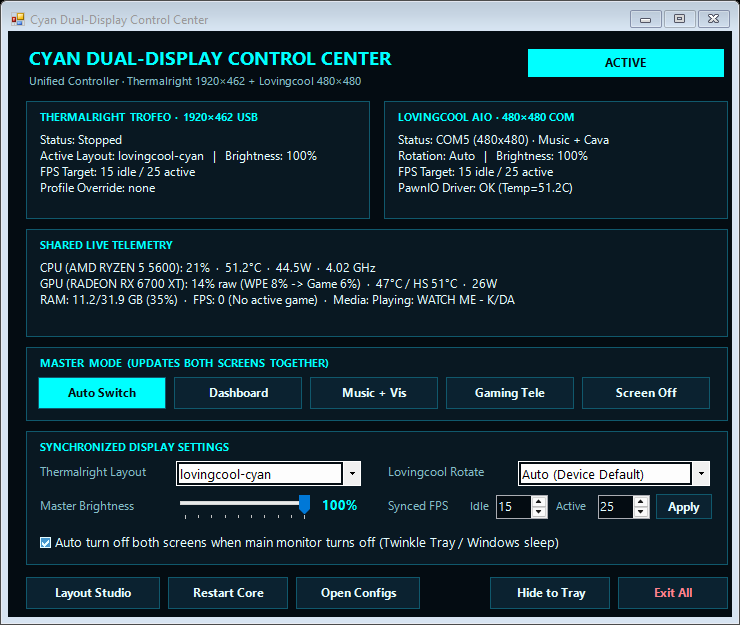 Cyan Dual-Display Control Center
CYAN DUAL-DISPLAY CONTROL CENTER
ACTIVE
Unified Controller · Thermalright 1920×462 + Lovingcool 480×480
THERMALRIGHT TROFEO · 1920×462 USB
Status: Stopped
Active Layout: lovingcool-cyan | Brightness: 100%
FPS Target: 15 idle / 25 active
Profile Override: none
LOVINGCOOL AIO · 480×480 COM
Status: COM5 (480x480) · Music + Cava
Rotation: Auto | Brightness: 100%
FPS Target: 15 idle / 25 active
PawnIO Driver: OK (Temp=51.2C)
SHARED LIVE TELEMETRY
CPU (AMD RYZEN 5 5600): 21% · 51.2°C · 44.5W · 4.02 GHz
GPU (RADEON RX 6700 XT): 14% raw (WPE 8% -> Game 6%) · 47°C / HS 51°C · 26W
RAM: 11.2/31.9 GB (35%) · FPS: 0 (No active game) · Media: Playing: WATCH ME - K/DA
MASTER MODE (UPDATES BOTH SCREENS TOGETHER)
Auto Switch Dashboard Music + Vis Gaming Tele Screen Off
SYNCHRONIZED DISPLAY SETTINGS
Thermalright Layout lovingcool-cyan Lovingcool Rotate Auto (Device Default)
Master Brightness 100% Synced FPS Idle 15 Active 25 Apply
Auto turn off both screens when main monitor turns off (Twinkle Tray / Windows sleep)
Layout Studio Restart Core Open Configs Hide to Tray Exit All